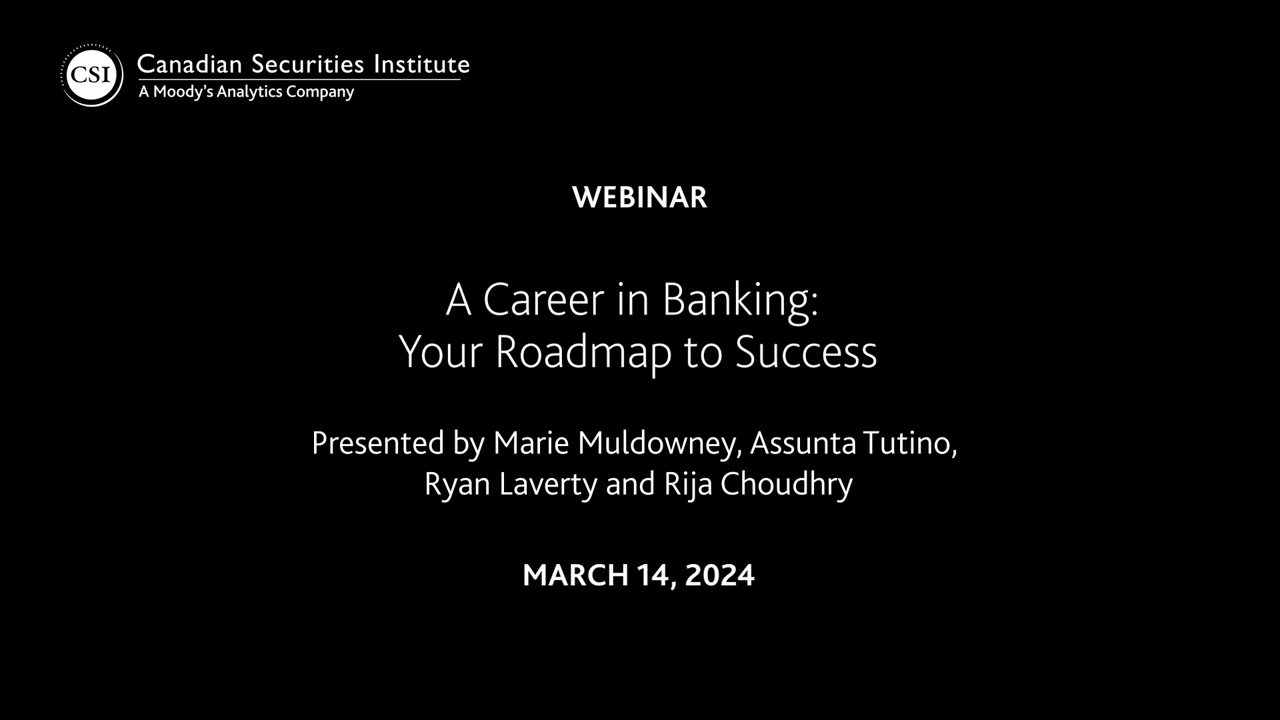 CSI
Canadian Securities Institute
A Moody's Analytics Company
WEBINAR
A Career in Banking:
Your Roadmap to Success
Presented by Marie Muldowney, Assunta Tutino,
Ryan Laverty and Rija Choudhry
MARCH 14, 2024